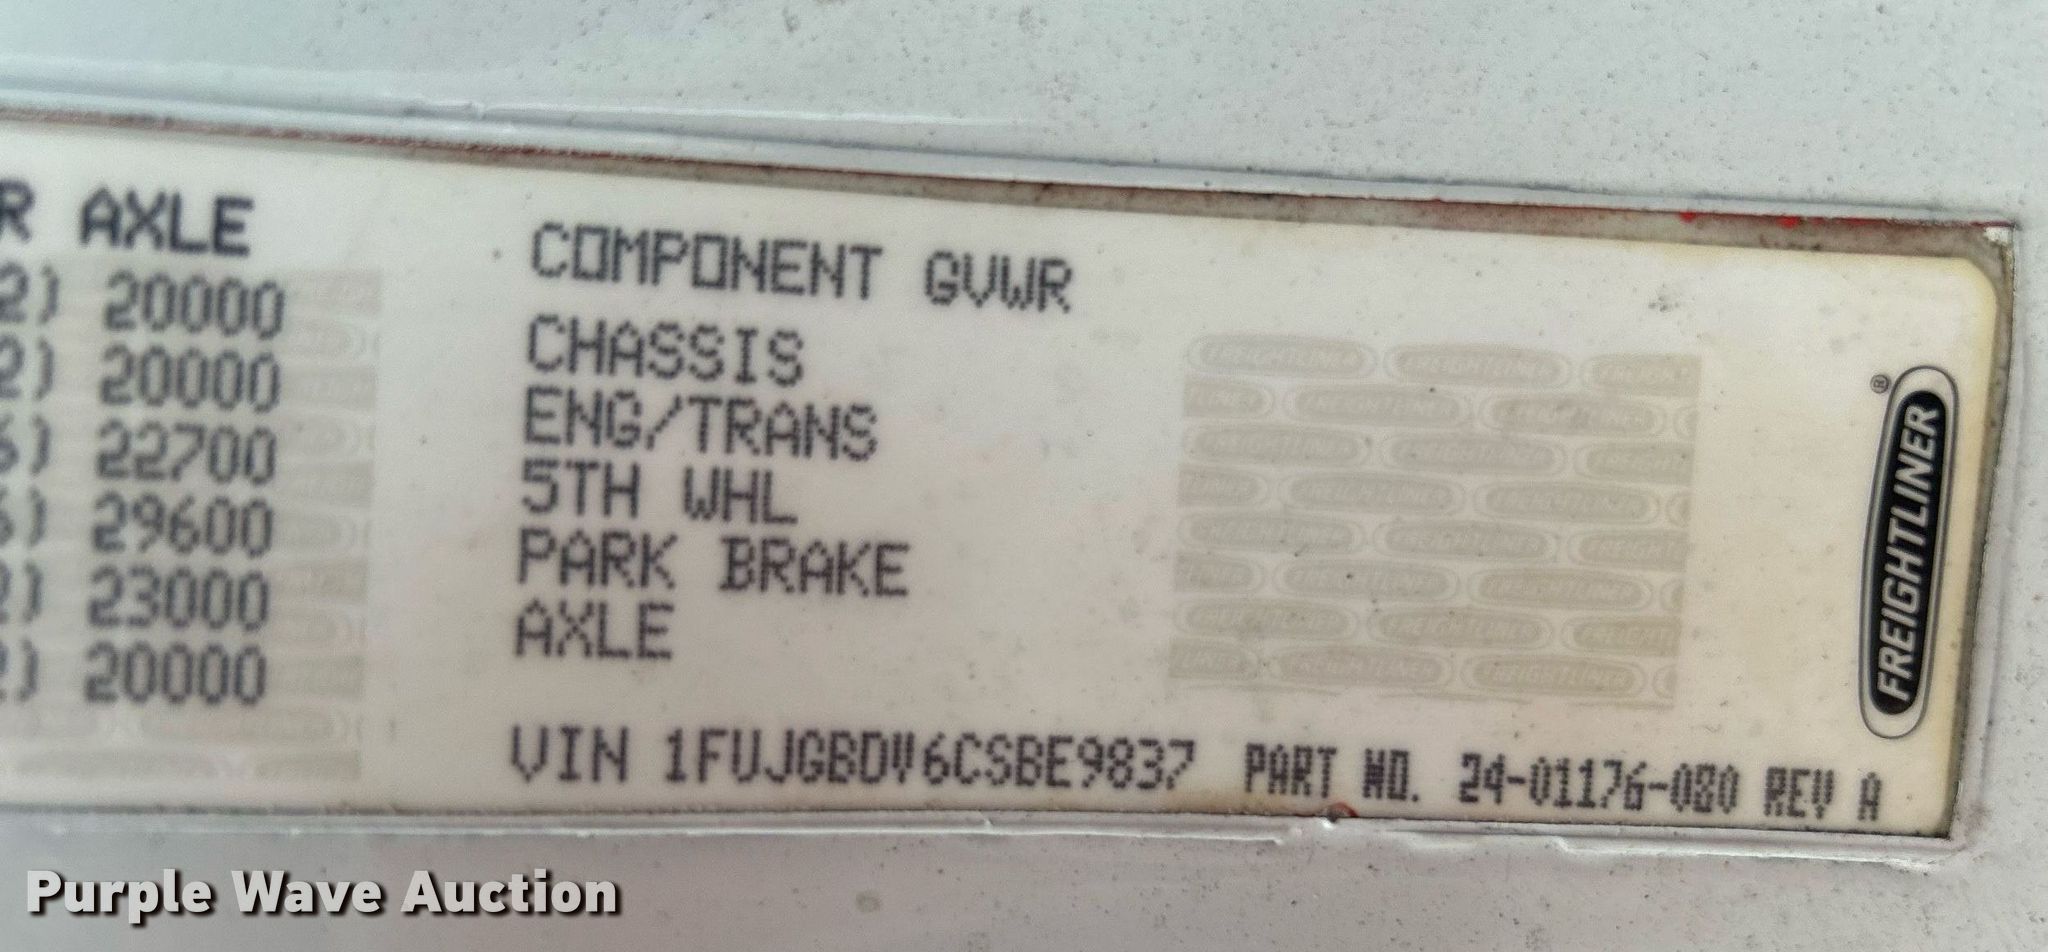 R AXLE
2) 20000
2) 20000
6) 22700
6) 29600
2) 23000
2) 20000
COMPONENT GVWR
CHASSIS
ENG/TRANS
5TH WHL
PARK BRAKE
AXLE
VIN 1FUJGBDV6CSBE9837 PART NO. 24-01176-080 REV A
FREIGHTLINER®
Purple Wave Auction